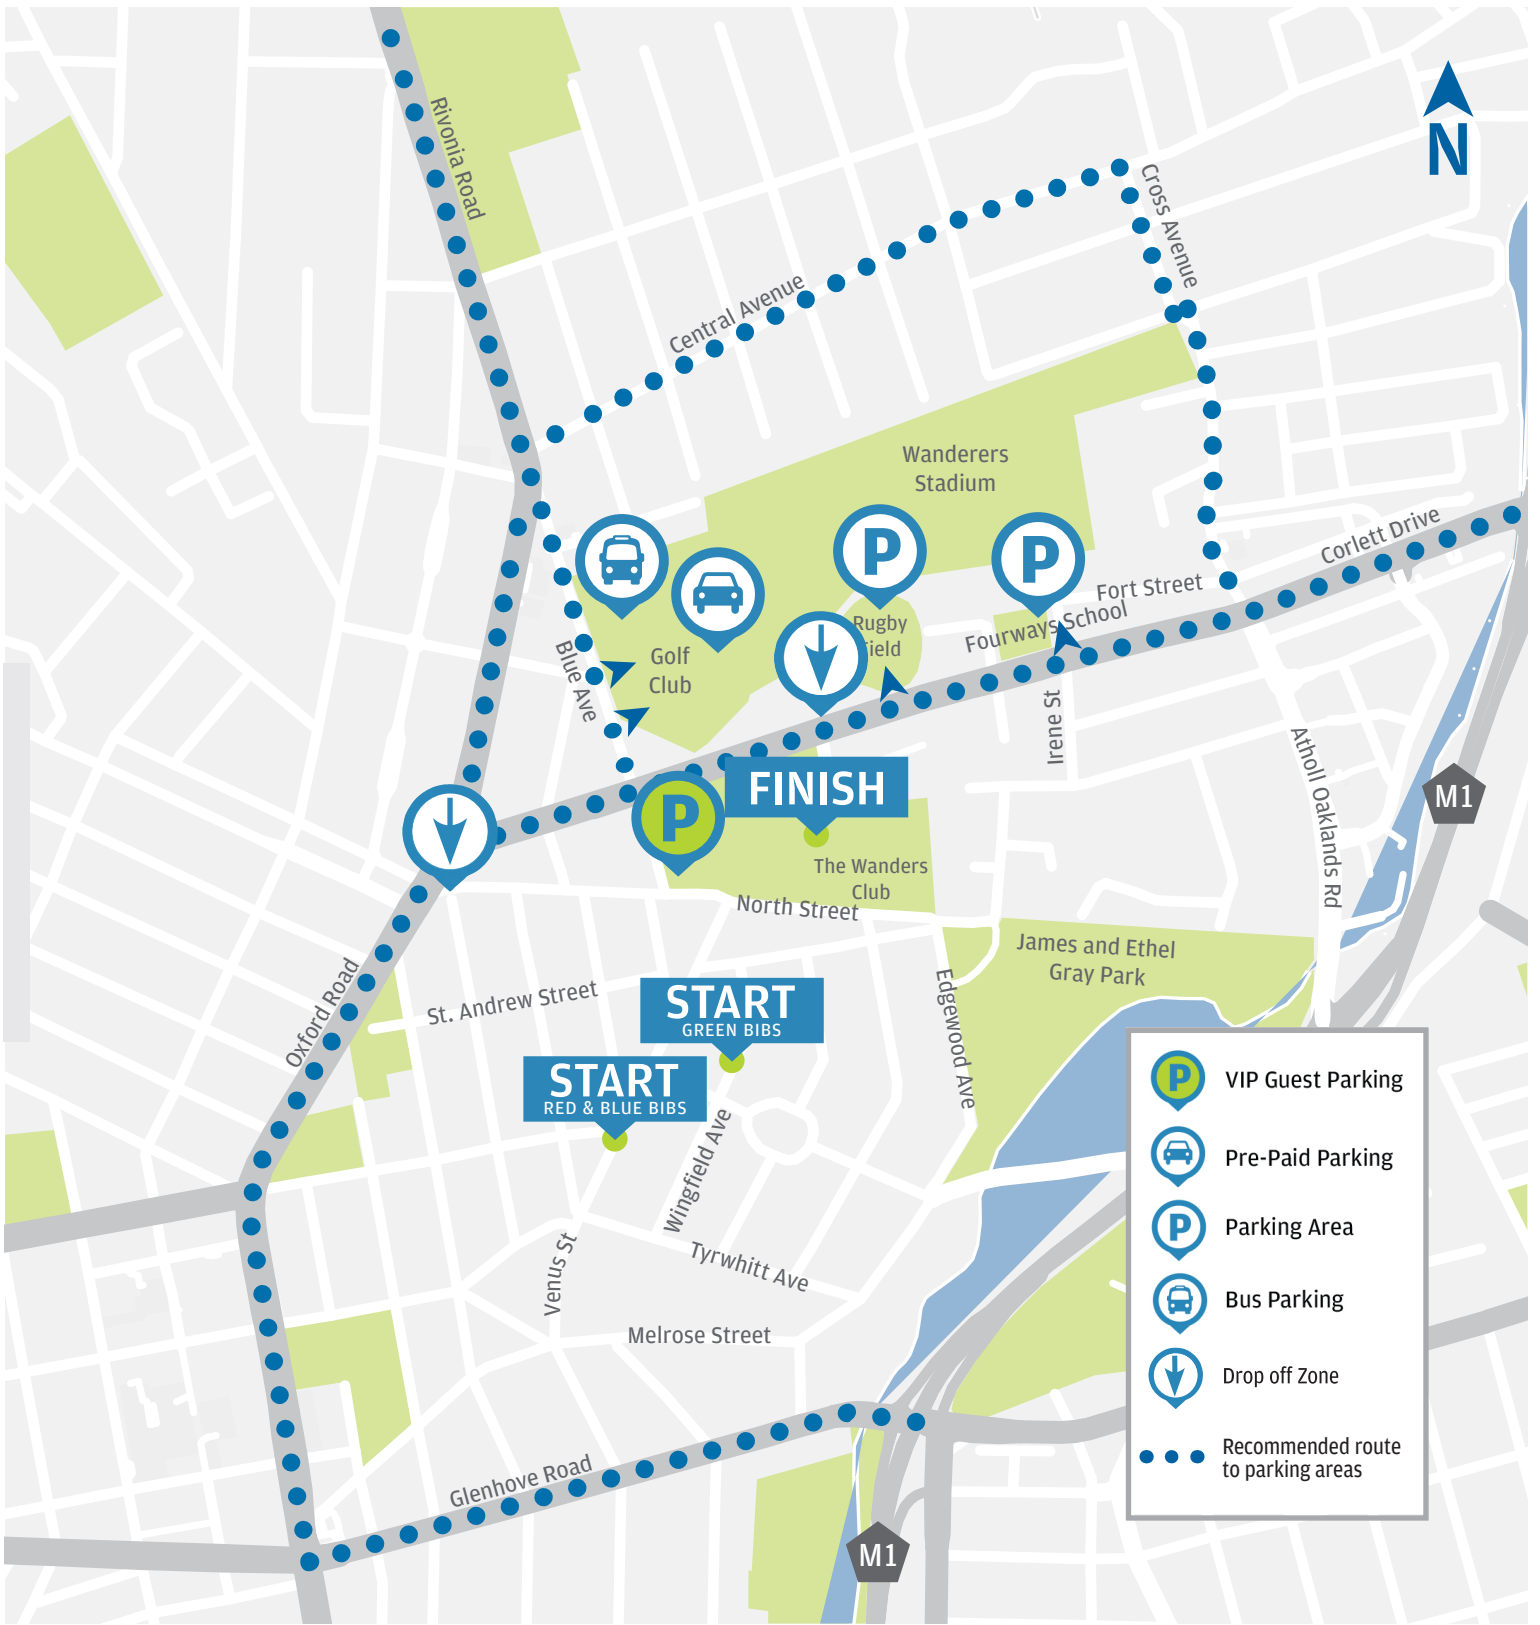 Rivonia Road
N
Cross Avenue
Central Avenue
Wanderers
Stadium
P
P
Corlett Drive
Fort Street
Fourways School
Rugby
ield
Golf
Club
Blue Ave
Irene St
Atholl Oaklands Rd
M1
FINISH
P
The Wanders
Club
North Street
James and Ethel
Gray Park
Edgewood Ave
Oxford Road
St. Andrew Street
START
GREEN BIBS
START
RED & BLUE BIBS
Wingfield Ave
Venus St
Tyrwhitt Ave
Melrose Street
Glenhove Road
M1
P
VIP Guest Parking
Pre-Paid Parking
P
Parking Area
Bus Parking
Drop off Zone
Recommended route
to parking areas